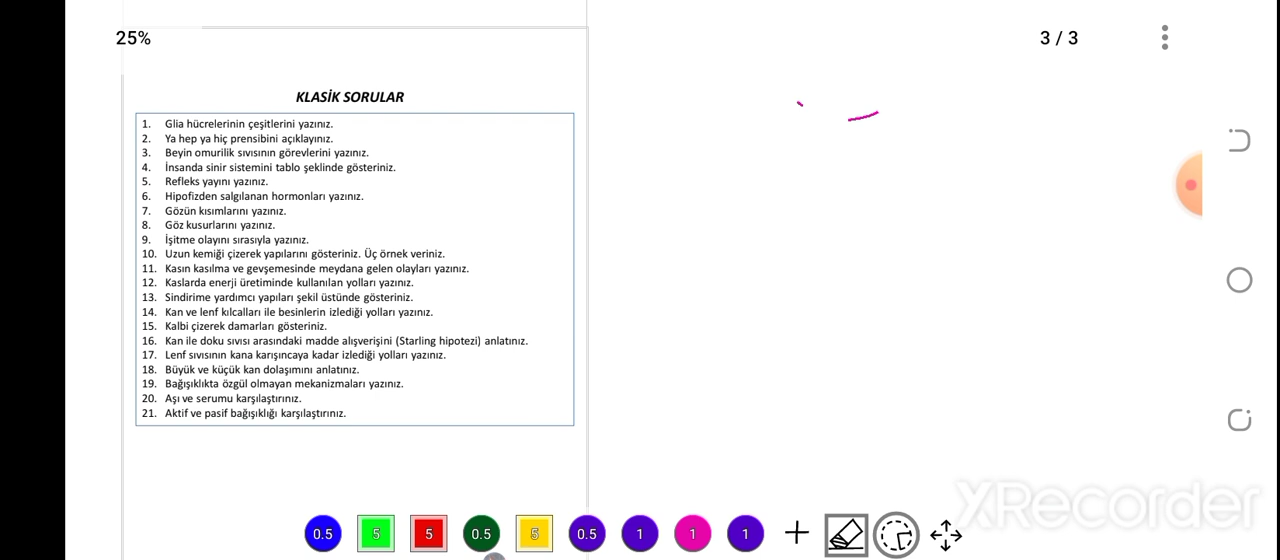 25%
3 / 3
KLASİK SORULAR
1. Glia hücrelerinin çeşitlerini yazınız.
2. Ya hep ya hiç prensibini açıklayınız.
3. Beyin omurilik sıvısının görevlerini yazınız.
4. İnsanda sinir sistemini tablo şeklinde gösteriniz.
5. Refleks yayını yazınız.
6. Hipofizden salgılanan hormonları yazınız.
7. Gözün kısımlarını yazınız.
8. Göz kusurlarını yazınız.
9. İşitme olayını sırasıyla yazınız.
10. Uzun kemiği çizerek yapılarını gösteriniz. Üç örnek veriniz.
11. Kasın kasılma ve gevşemesinde meydana gelen olayları yazınız.
12. Kaslarda enerji üretiminde kullanılan yolları yazınız.
13. Sindirime yardımcı yapıları şekil üstünde gösteriniz.
14. Kan ve lenf kılcalları ile besinlerin izlediği yolları yazınız.
15. Kalbi çizerek damarları gösteriniz.
16. Kan ile doku sıvısı arasındaki madde alışverişini (Starling hipotezi) anlatınız.
17. Lenf sıvısının kana karışıncaya kadar izlediği yolları yazınız.
18. Büyük ve küçük kan dolaşımını anlatınız.
19. Bağışıklıkta özgül olmayan mekanizmaları yazınız.
20. Aşı ve serumu karşılaştırınız.
21. Aktif ve pasif bağışıklığı karşılaştırınız.
XRecorder
0.5 5 5 0.5 5 0.5 1 1 1